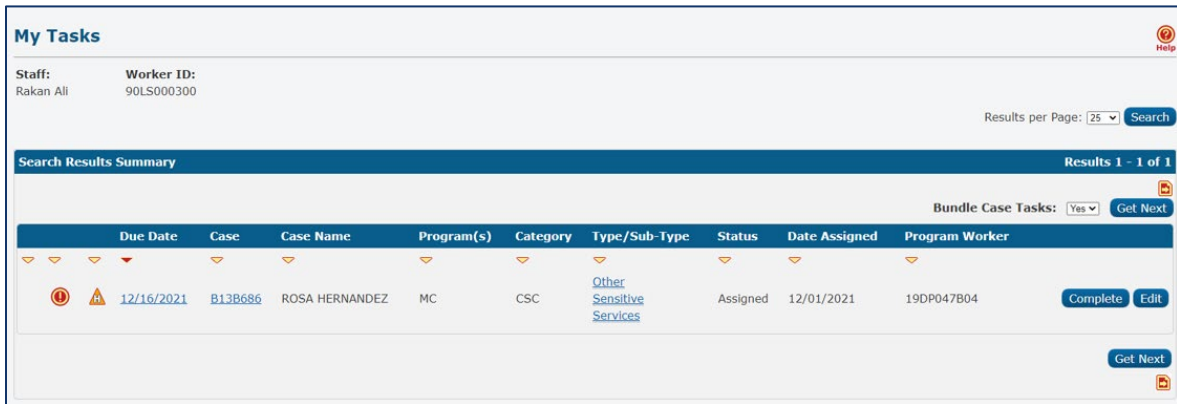 My Tasks
Help
Staff: Worker ID:
Rakan Ali 90LS000300
Results per Page: 25 Search
Search Results Summary Results 1 - 1 of 1
Bundle Case Tasks: Yes Get Next
Due Date Case Case Name Program(s) Category Type/Sub-Type Status Date Assigned Program Worker
12/16/2021 B13B686 ROSA HERNANDEZ MC CSC Other Sensitive Services Assigned 12/01/2021 19DP047B04 Complete Edit
Get Next